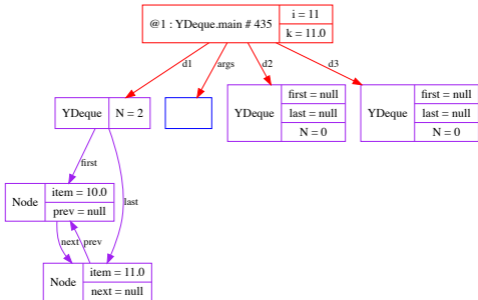 @1 : YDeque.main # 435
i = 11
k = 11.0
d1
args
d2
d3
YDeque
N = 2
YDeque
first = null
last = null
N = 0
YDeque
first = null
last = null
N = 0
first
last
Node
item = 10.0
prev = null
next
prev
Node
item = 11.0
next = null